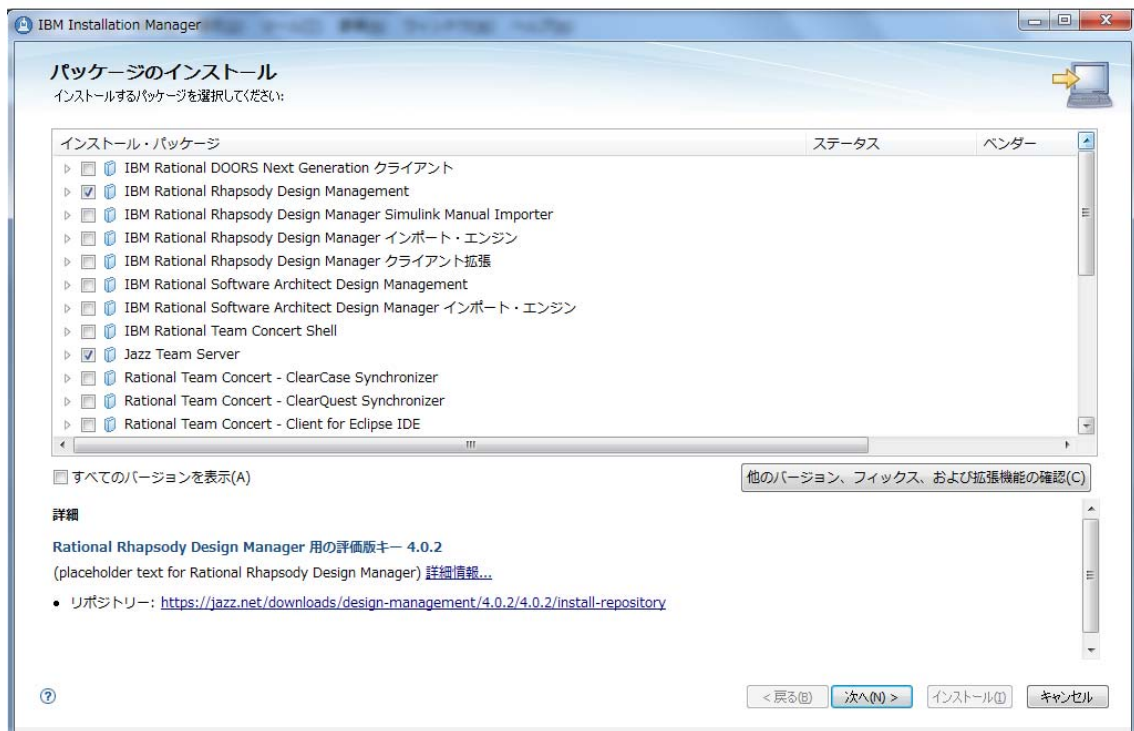 IBM Installation Manager
パッケージのインストール
インストールするパッケージを選択してください:
インストール・パッケージ ステータス ベンダー
IBM Rational DOORS Next Generation クライアント
IBM Rational Rhapsody Design Management
IBM Rational Rhapsody Design Manager Simulink Manual Importer
IBM Rational Rhapsody Design Manager インポート・エンジン
IBM Rational Rhapsody Design Manager クライアント拡張
IBM Rational Software Architect Design Management
IBM Rational Software Architect Design Manager インポート・エンジン
IBM Rational Team Concert Shell
Jazz Team Server
Rational Team Concert - ClearCase Synchronizer
Rational Team Concert - ClearQuest Synchronizer
Rational Team Concert - Client for Eclipse IDE
すべてのバージョンを表示(A) 他のバージョン、フィックス、および拡張機能の確認(C)
詳細
Rational Rhapsody Design Manager 用の評価版キー 4.0.2
(placeholder text for Rational Rhapsody Design Manager) 詳細情報...
• リポジトリー: https://jazz.net/downloads/design-management/4.0.2/4.0.2/install-repository
? < 戻る(B) 次へ(N) > インストール(I) キャンセル